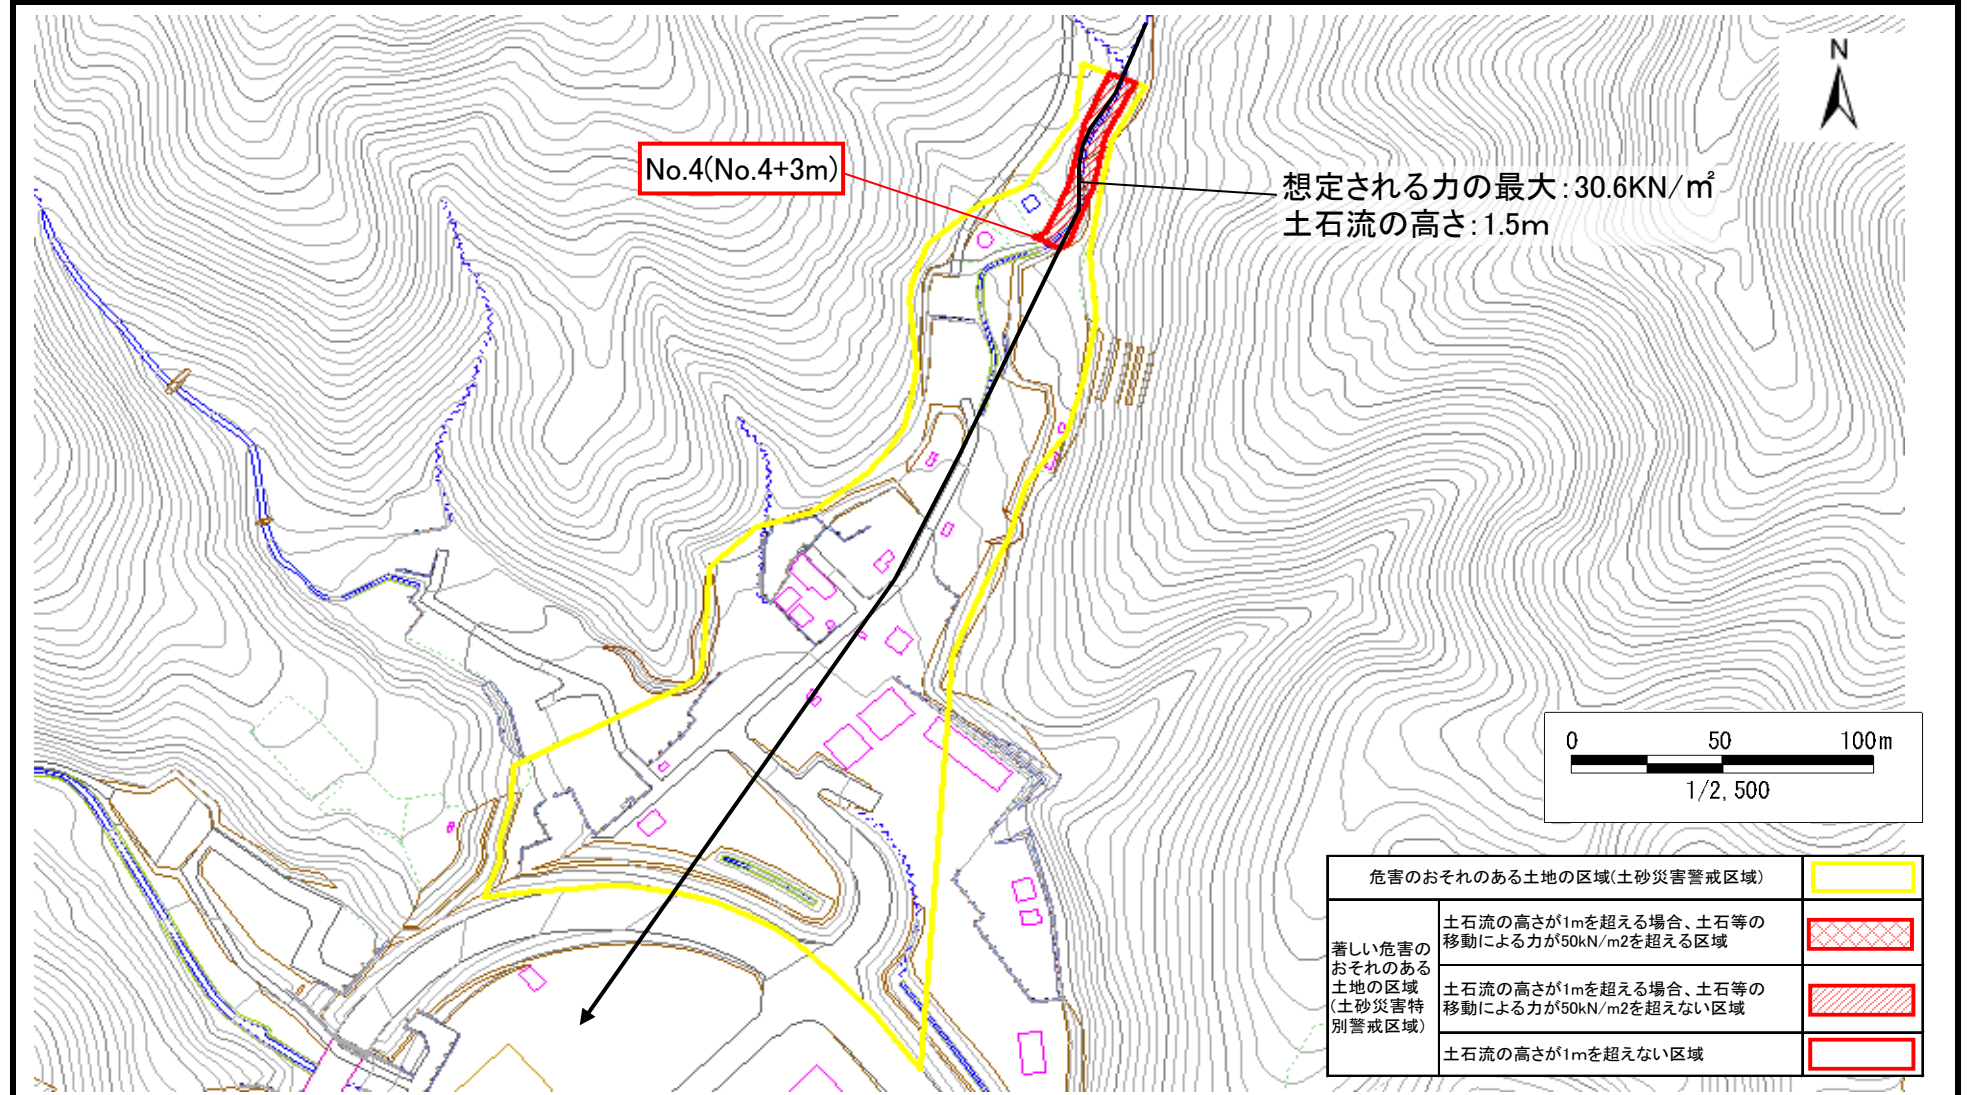 N
No.4(No.4+3m)
想定される力の最大：30.6KN/㎡
土石流の高さ：1.5m
0 50 100m
1/2,500
危害のおそれのある土地の区域(土砂災害警戒区域)
著しい危害の
おそれのある
土地の区域
(土砂災害特
別警戒区域)
土石流の高さが1mを超える場合、土石等の
移動による力が50kN/m2を超える区域
土石流の高さが1mを超える場合、土石等の
移動による力が50kN/m2を超えない区域
土石流の高さが1mを超えない区域